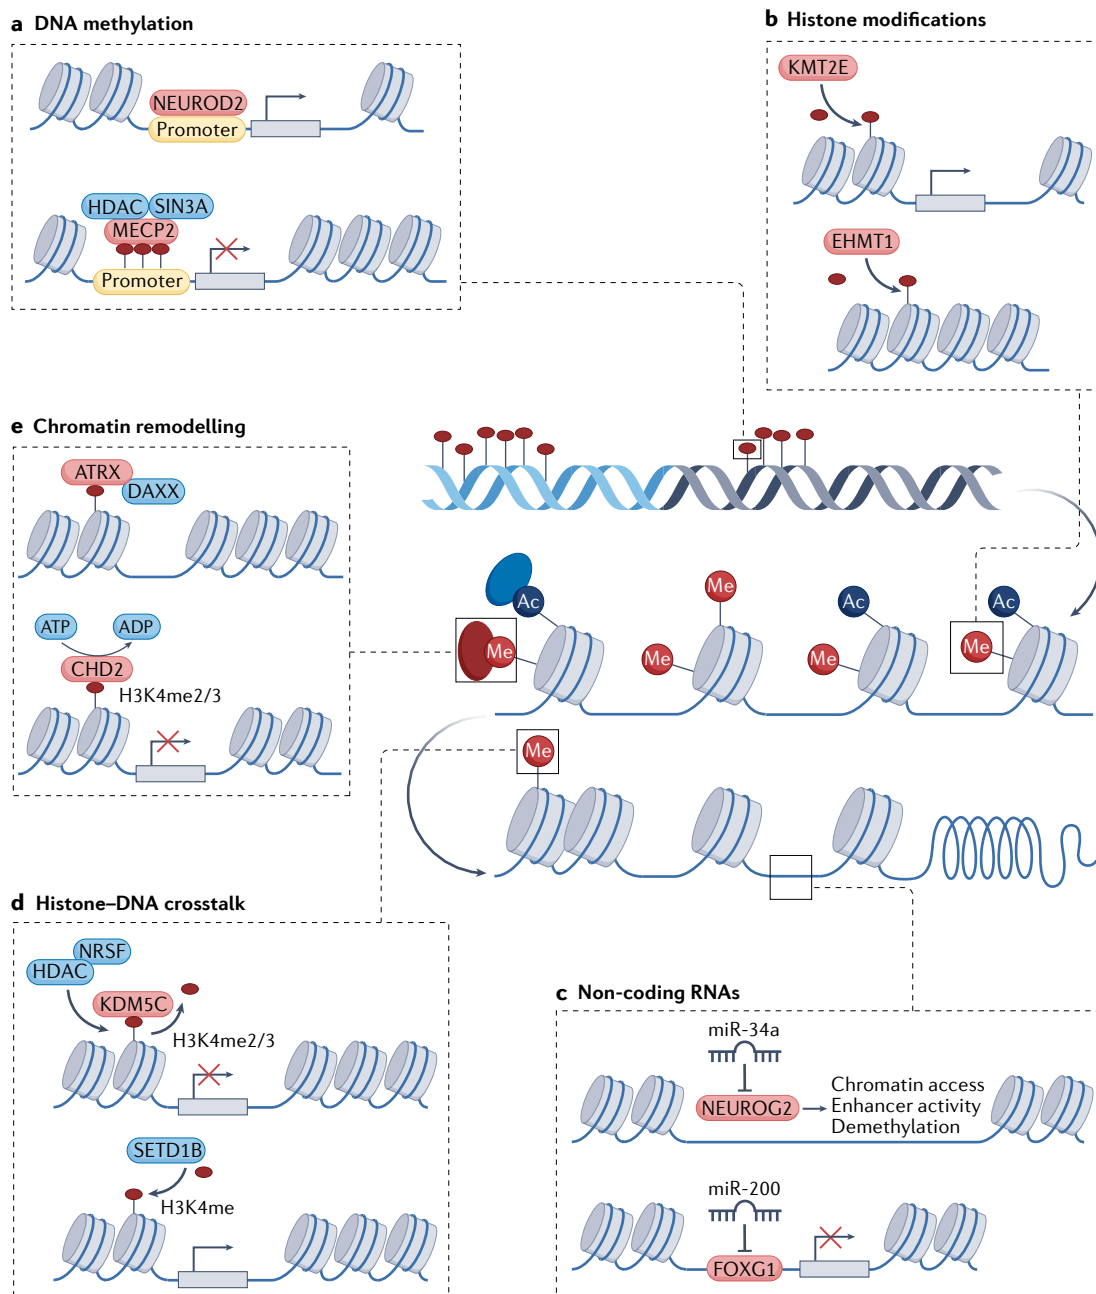 a DNA methylation
NEUROD2
Promoter
HDAC SIN3A
MECP2
Promoter
b Histone modifications
KMT2E
EHMT1
e Chromatin remodelling
ATRX
DAXX
ATP ADP
CHD2
H3K4me2/3
Ac
Me
Me
Me
Ac
Me
Ac
Me
Me
d Histone–DNA crosstalk
NRSF
HDAC
KDM5C
H3K4me2/3
SETD1B
H3K4me
c Non-coding RNAs
miR-34a
NEUROG2
Chromatin access
Enhancer activity
Demethylation
miR-200
FOXG1